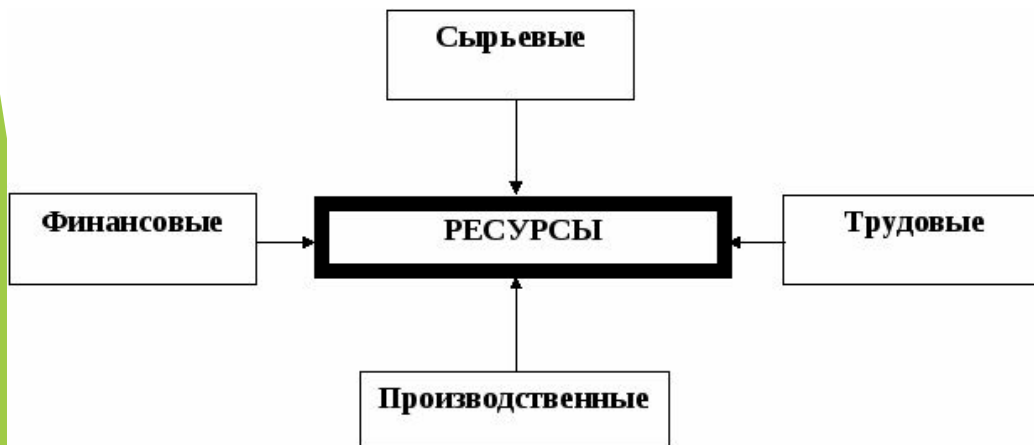 Сырьевые
Финансовые
РЕСУРСЫ
Трудовые
Производственные